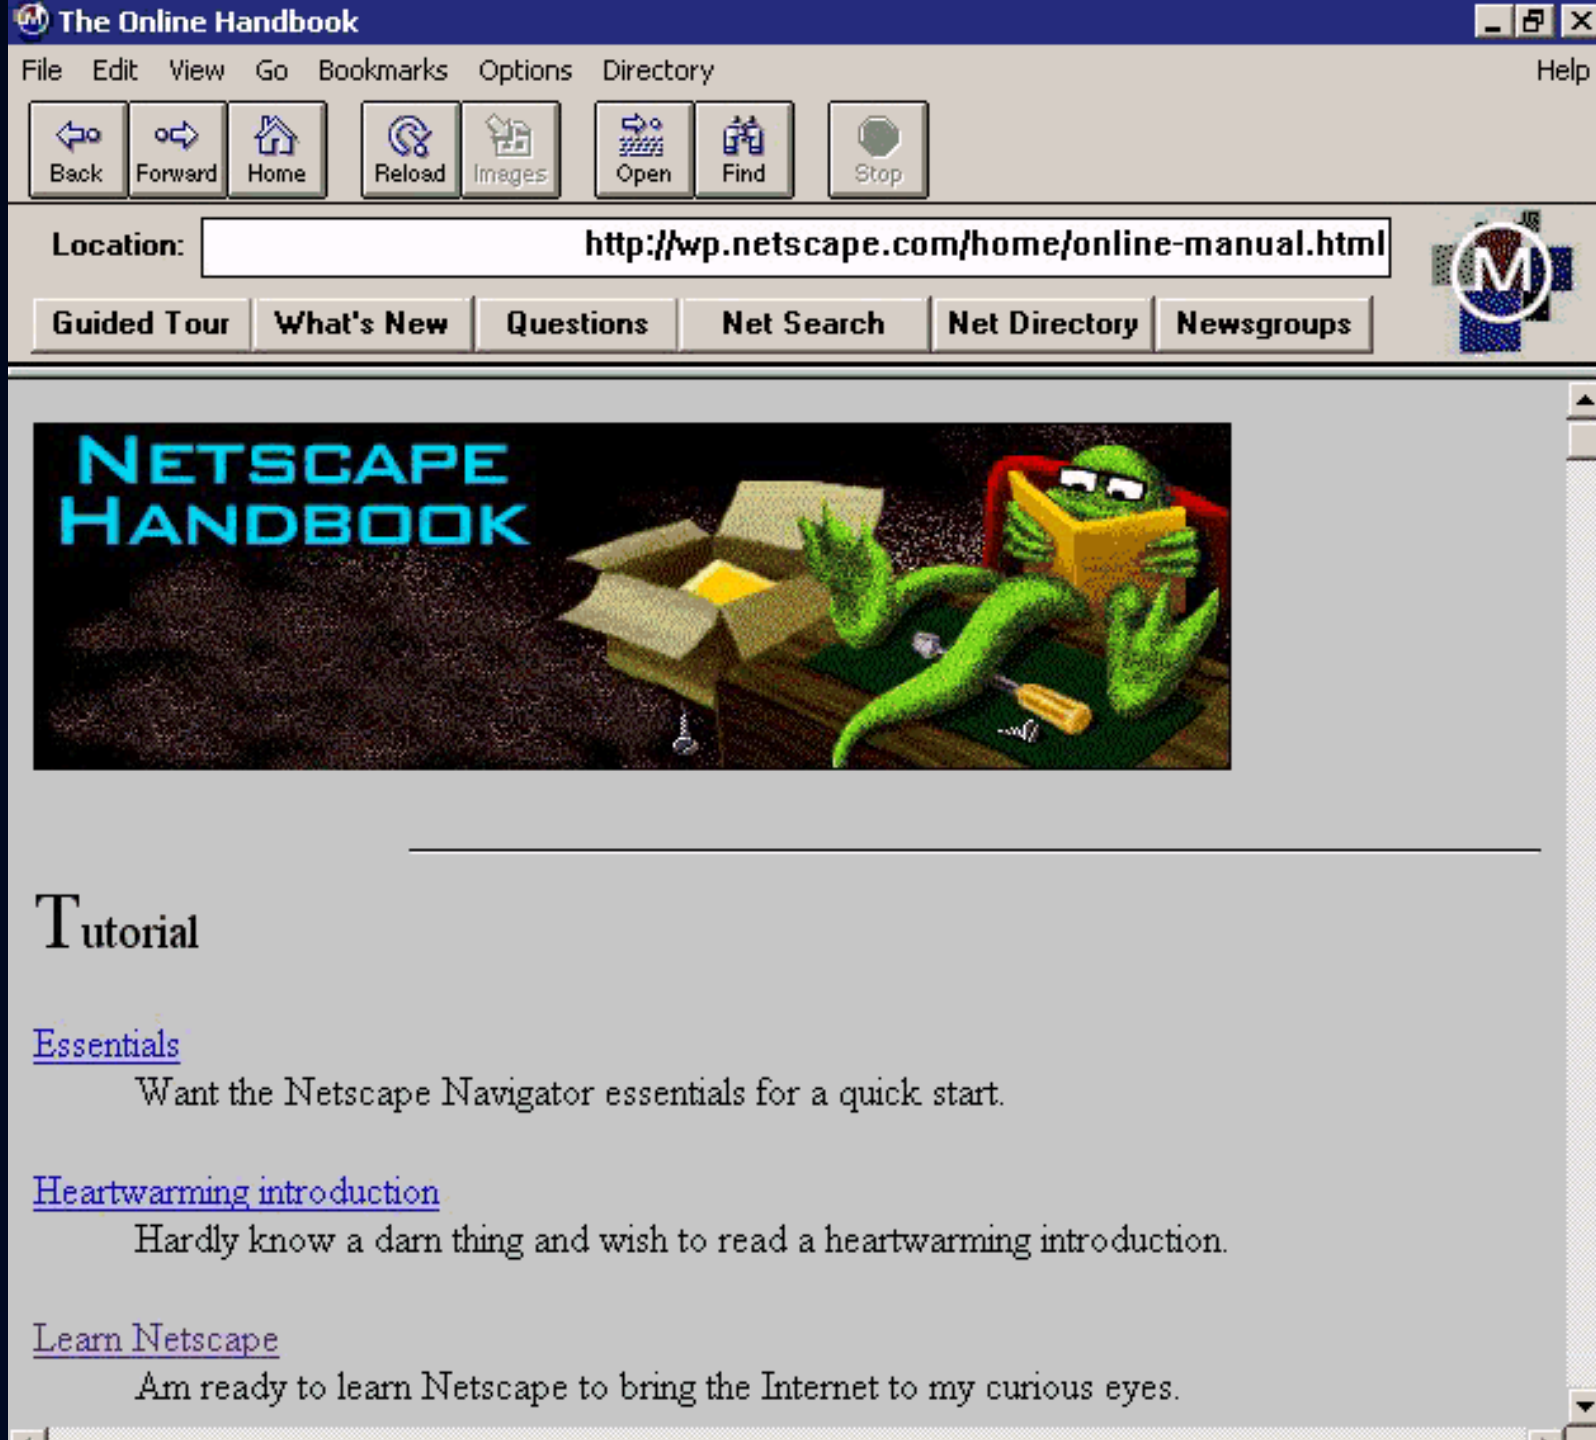 The Online Handbook
File Edit View Go Bookmarks Options Directory Help
Back Forward Home Reload Images Open Find Stop
Location: http://wp.netscape.com/home/online-manual.html
M
Guided Tour What's New Questions Net Search Net Directory Newsgroups
NETSCAPE
HANDBOOK
Tutorial
Essentials
Want the Netscape Navigator essentials for a quick start.
Heartwarming introduction
Hardly know a darn thing and wish to read a heartwarming introduction.
Learn Netscape
Am ready to learn Netscape to bring the Internet to my curious eyes.